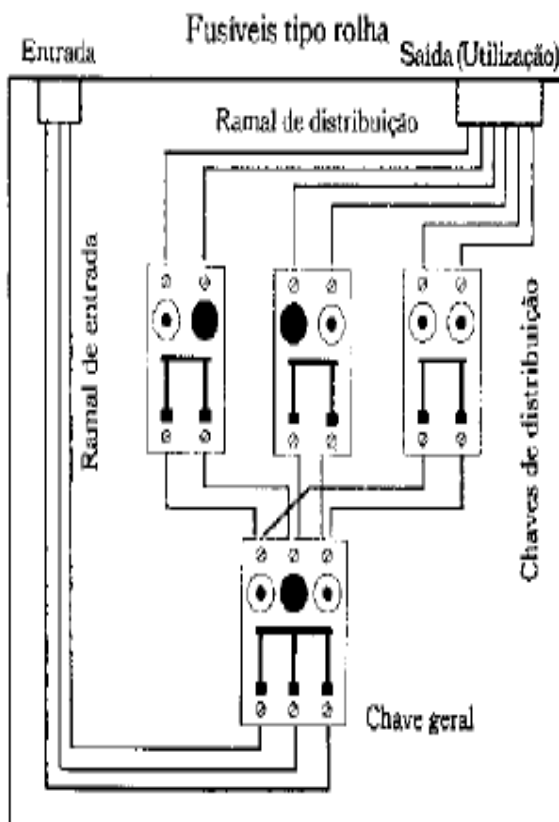 Fusíveis tipo rolha
Entrada
Saída (Utilização)
Ramal de distribuição
Ramal de entrada
Chaves de distribuição
Chave geral